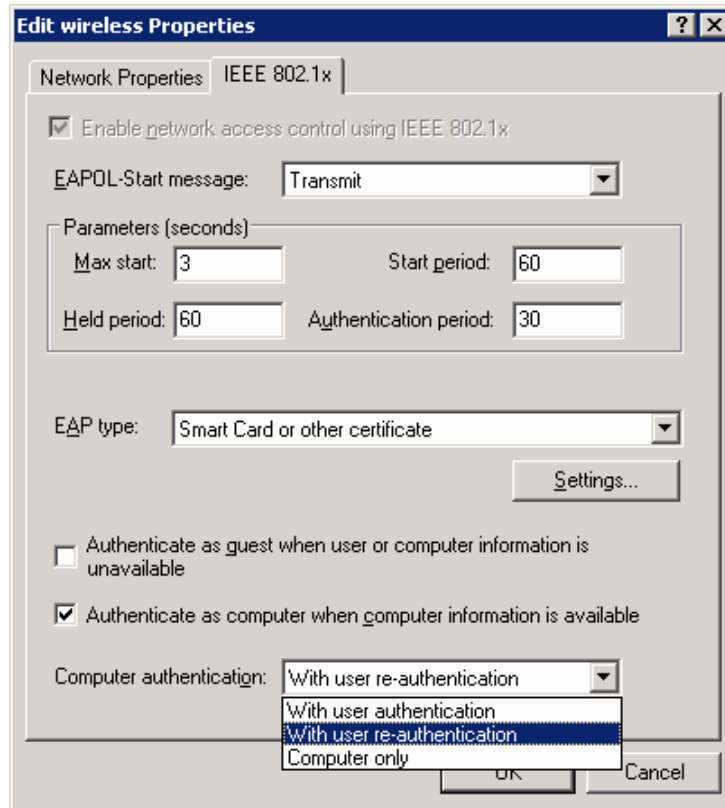 Edit wireless Properties
Network Properties
IEEE 802.1x
Enable network access control using IEEE 802.1x
EAPOL-Start message: Transmit
Parameters (seconds)
Max start: 3 Start period: 60
Held period: 60 Authentication period: 30
EAP type: Smart Card or other certificate
Settings...
Authenticate as guest when user or computer information is
unavailable
Authenticate as computer when computer information is available
Computer authentication: With user re-authentication
With user authentication
With user re-authentication
Computer only
OK Cancel